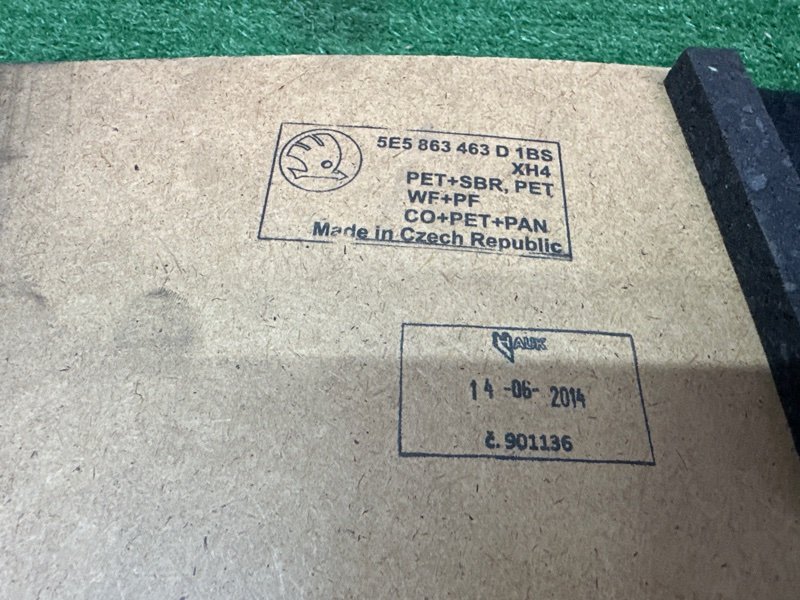 5E5 863 463 D 1BS
XH4
PET+SBR, PET
WF+PF
CO+PET+PAN
Made in Czech Republic
HAUK
14 -06- 2014
č. 901136